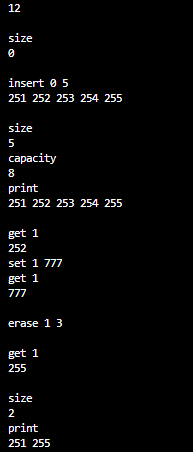 12
size
0
insert 0 5
251 252 253 254 255
size
5
capacity
8
print
251 252 253 254 255
get 1
252
set 1 777
get 1
777
erase 1 3
get 1
255
size
2
print
251 255